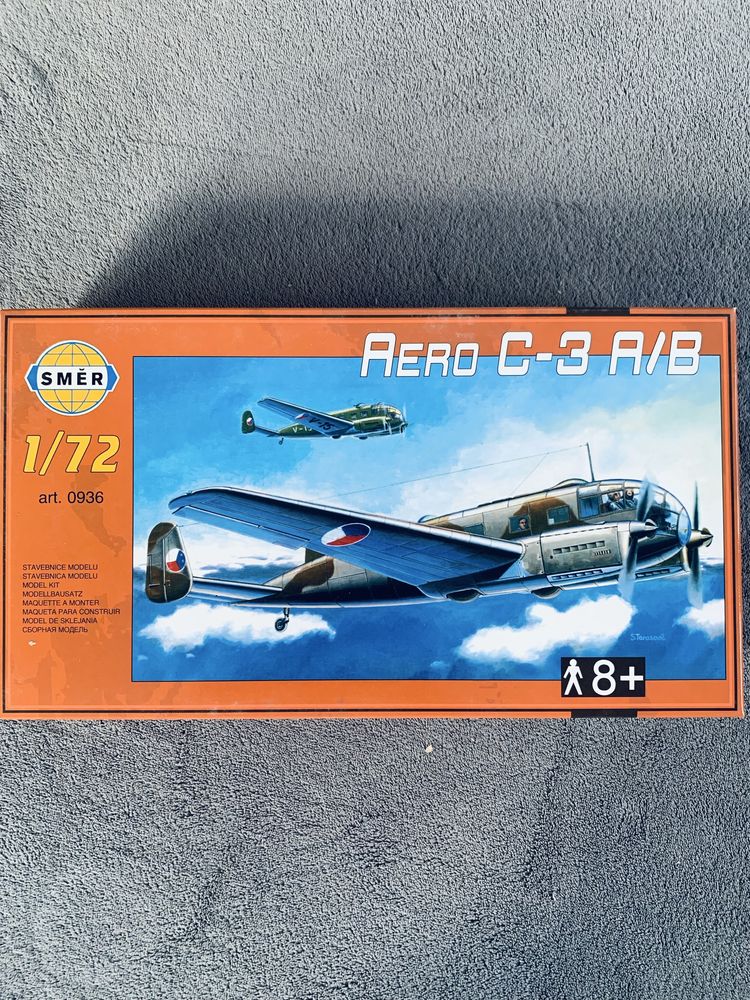 AERO C-3 A/B
SMĚR
1/72
art. 0936
V-15
STAVEBNICE MODELU
STAVEBNICA MODELU
MODEL KIT
MODELLBAUSATZ
MAQUETTE A MONTER
MAQUETA PARA CONSTRUIR
MODEL DE SKLEJANIA
СБОРНАЯ МОДЕЛЬ
8+